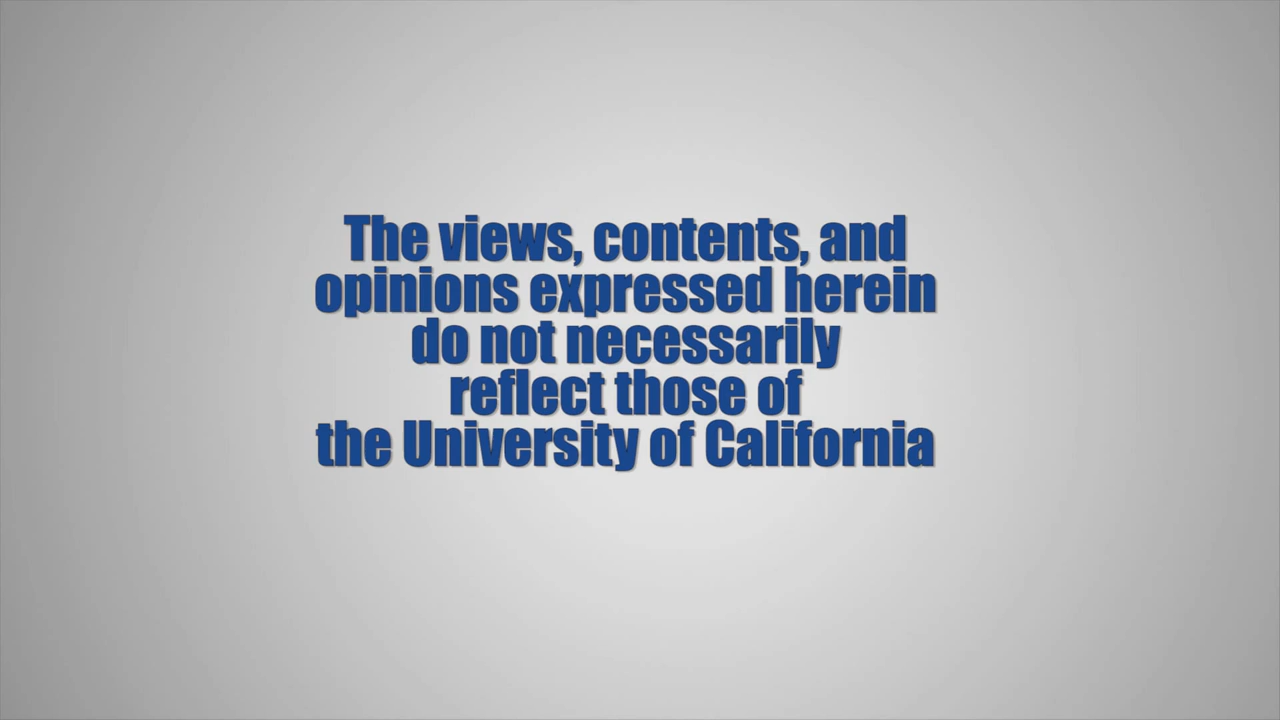 The views, contents, and
opinions expressed herein
do not necessarily
reflect those of
the University of California